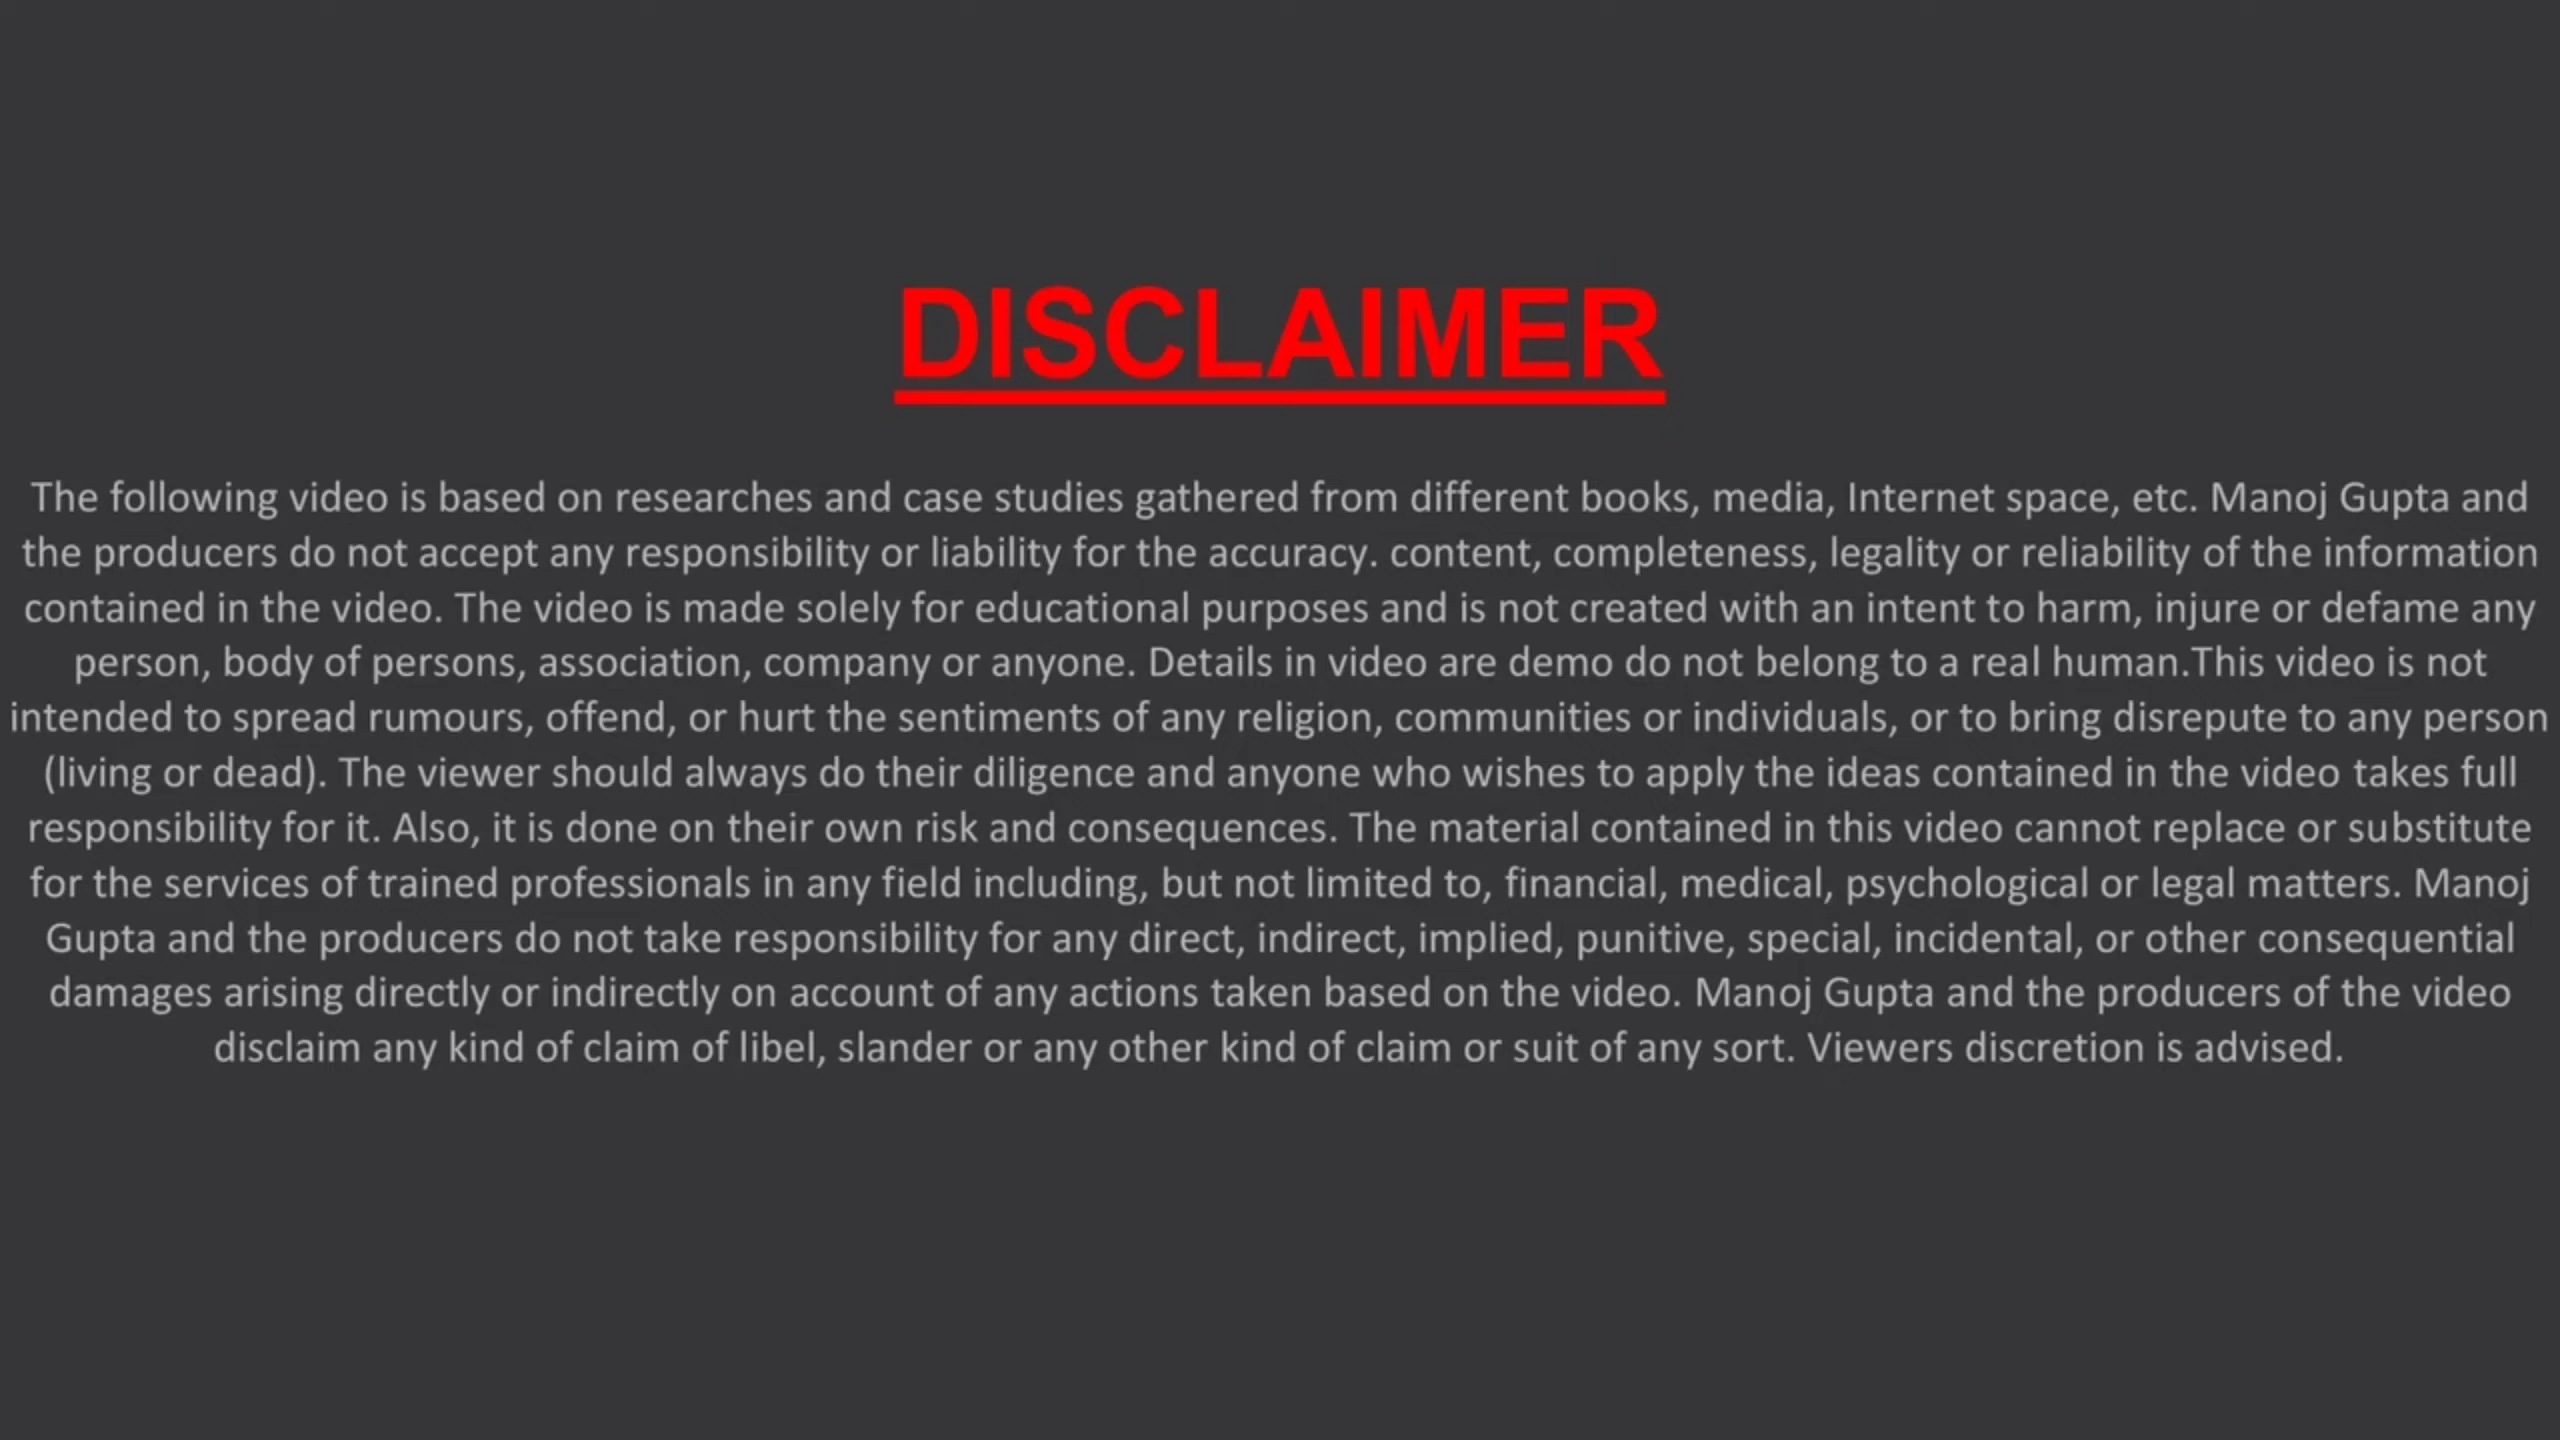 DISCLAIMER
The following video is based on researches and case studies gathered from different books, media, Internet space, etc. Manoj Gupta and
the producers do not accept any responsibility or liability for the accuracy. content, completeness, legality or reliability of the information
contained in the video. The video is made solely for educational purposes and is not created with an intent to harm, injure or defame any
person, body of persons, association, company or anyone. Details in video are demo do not belong to a real human.This video is not
intended to spread rumours, offend, or hurt the sentiments of any religion, communities or individuals, or to bring disrepute to any person
(living or dead). The viewer should always do their diligence and anyone who wishes to apply the ideas contained in the video takes full
responsibility for it. Also, it is done on their own risk and consequences. The material contained in this video cannot replace or substitute
for the services of trained professionals in any field including, but not limited to, financial, medical, psychological or legal matters. Manoj
Gupta and the producers do not take responsibility for any direct, indirect, implied, punitive, special, incidental, or other consequential
damages arising directly or indirectly on account of any actions taken based on the video. Manoj Gupta and the producers of the video
disclaim any kind of claim of libel, slander or any other kind of claim or suit of any sort. Viewers discretion is advised.